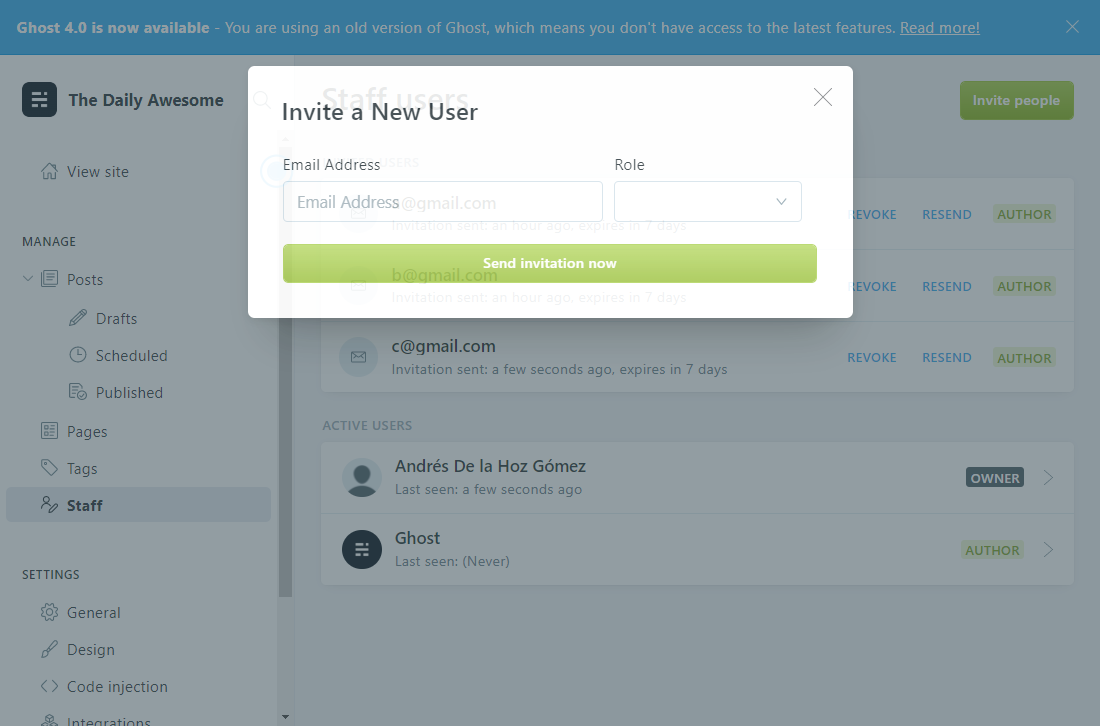 Ghost 4.0 is now available - You are using an old version of Ghost, which means you don't have access to the latest features. Read more!
The Daily Awesome
Staff users
Invite people
Invite a New User
View site
Email Address
Role
Email Address
@gmail.com
Invitation sent: an hour ago, expires in 7 days
REVOKE
RESEND
AUTHOR
Send invitation now
b@gmail.com
Invitation sent: an hour ago, expires in 7 days
REVOKE
RESEND
AUTHOR
c@gmail.com
Invitation sent: a few seconds ago, expires in 7 days
REVOKE
RESEND
AUTHOR
MANAGE
Posts
Drafts
Scheduled
Published
Pages
Tags
Staff
SETTINGS
General
Design
Code injection
Integrations
ACTIVE USERS
Andrés De la Hoz Gómez
Last seen: a few seconds ago
OWNER
Ghost
Last seen: (Never)
AUTHOR